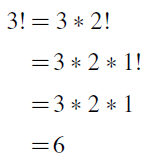 3! = 3 * 2!
= 3 * 2 * 1!
= 3 * 2 * 1
= 6